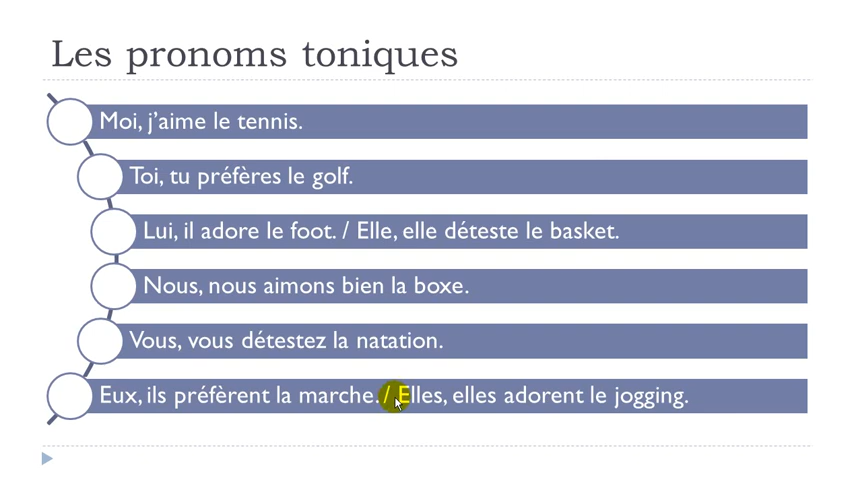 Les pronoms toniques
Moi, j’aime le tennis.
Toi, tu préfères le golf.
Lui, il adore le foot. / Elle, elle déteste le basket.
Nous, nous aimons bien la boxe.
Vous, vous détestez la natation.
Eux, ils préfèrent la marche. / Elles, elles adorent le jogging.